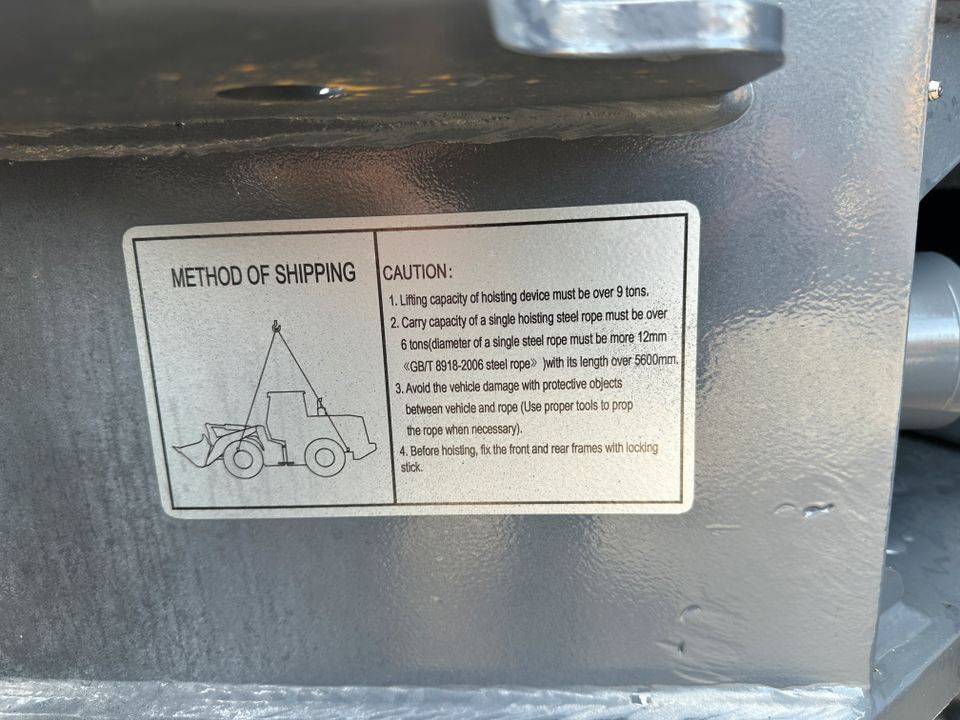 METHOD OF SHIPPING
CAUTION:
1. Lifting capacity of hoisting device must be over 9 tons.
2. Carry capacity of a single hoisting steel rope must be over
6 tons(diameter of a single steel rope must be more 12mm
《GB/T 8918-2006 steel rope》 )with its length over 5600mm.
3. Avoid the vehicle damage with protective objects
between vehicle and rope (Use proper tools to prop
the rope when necessary).
4. Before hoisting, fix the front and rear frames with locking
stick.